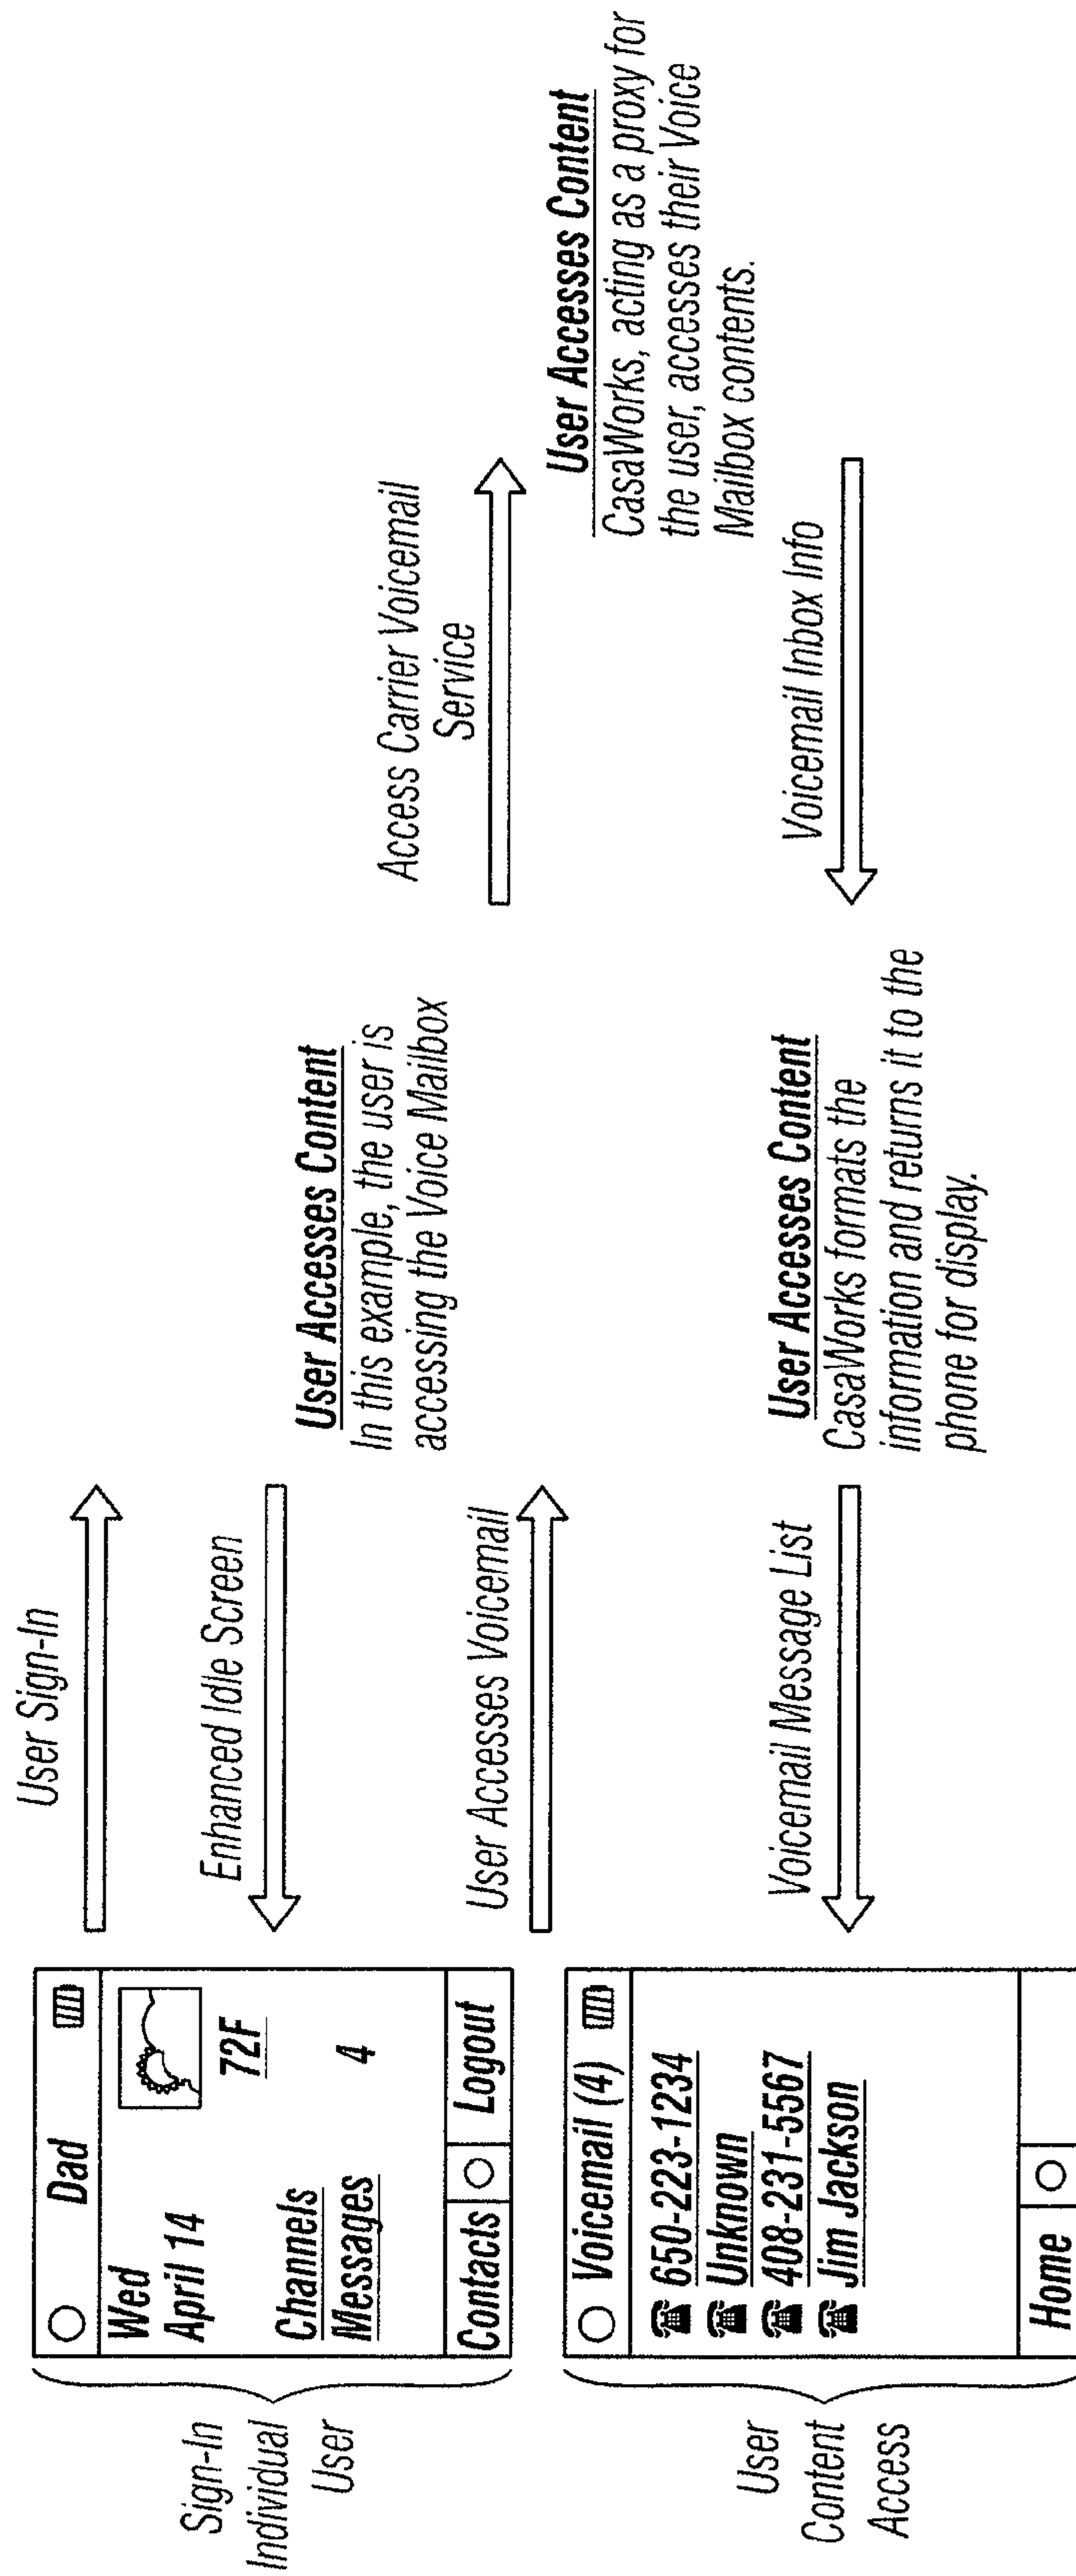 Sign-In
Individual
User
Dad
Wed
April 14
72F
Channels
Messages 4
Contacts Logout
User Sign-In
Enhanced Idle Screen
User Accesses Content
In this example, the user is
accessing the Voice Mailbox
User Accesses Voicemail
Access Carrier Voicemail
Service
User Accesses Content
CasaWorks, acting as a proxy for
the user, accesses their Voice
Mailbox contents.
User
Content
Access
Voicemail (4)
650-223-1234
Unknown
408-231-5567
Jim Jackson
Home
Voicemail Message List
User Accesses Content
CasaWorks formats the
information and returns it to the
phone for display.
Voicemail Inbox Info